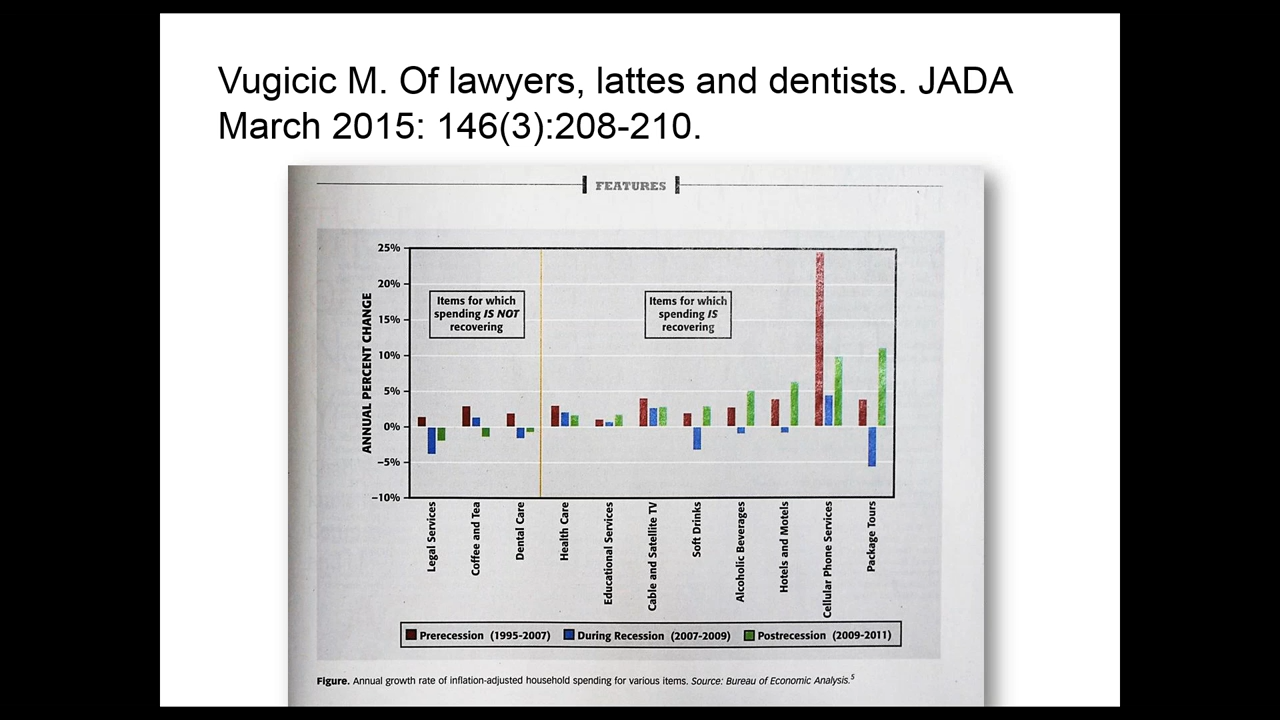 Vugicic M. Of lawyers, lattes and dentists. JADA
March 2015: 146(3):208-210.
FEATURES
25%
20%
15%
10%
5%
0%
−5%
−10%
ANNUAL PERCENT CHANGE
Items for which
spending IS NOT
recovering
Items for which
spending IS
recovering
Legal Services
Coffee and Tea
Dental Care
Health Care
Educational Services
Cable and Satellite TV
Soft Drinks
Alcoholic Beverages
Hotels and Motels
Cellular Phone Services
Package Tours
Prerecession (1995-2007) During Recession (2007-2009) Postrecession (2009-2011)
Figure. Annual growth rate of inflation-adjusted household spending for various items. Source: Bureau of Economic Analysis.5